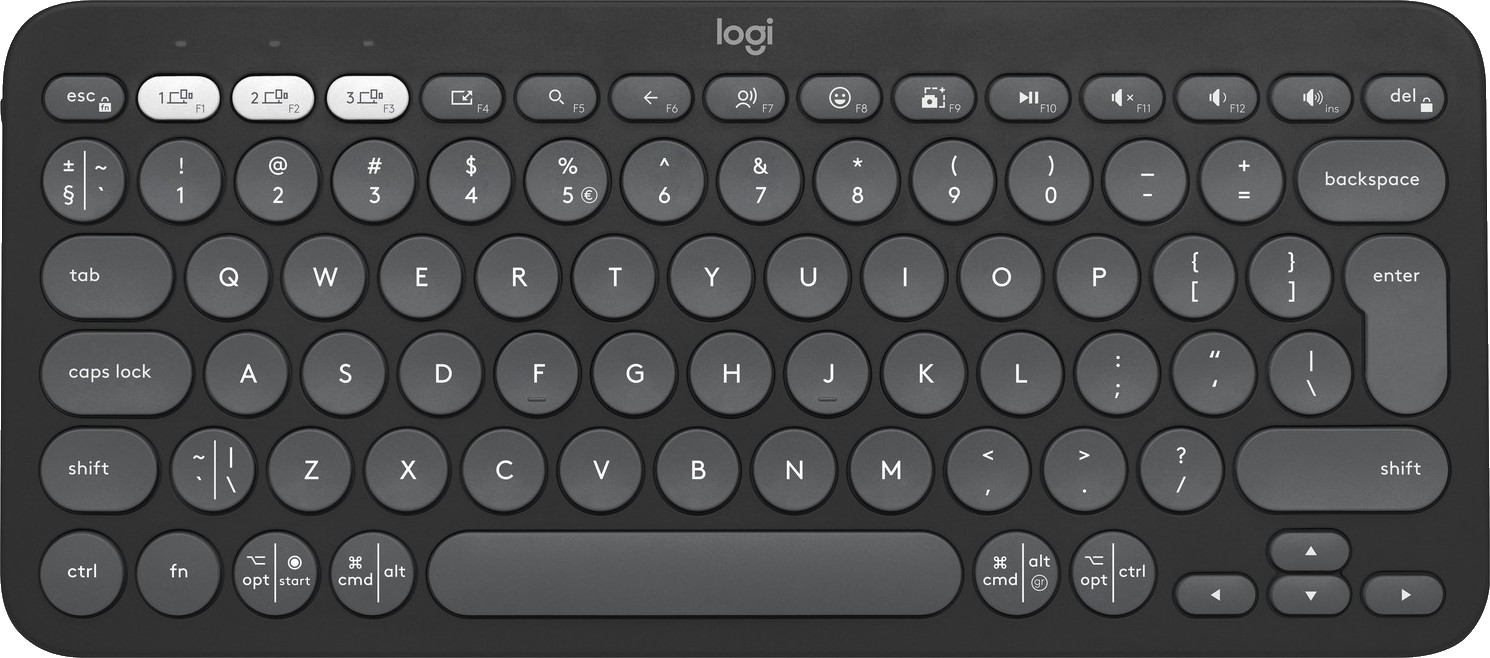 logi
esc fn 1 F1 2 F2 3 F3 F4 F5 ← F6 F7 F8 F9 F10 F11 F12 ins del
± ~ ! @ # $ % ^ & * ( ) _ +
§ ` 1 2 3 4 5 € 6 7 8 9 0 - = backspace
tab Q W E R T Y U I O P { } enter
[ ]
caps lock A S D F G H J K L : “ |
; ‘ \
shift ~ | Z X C V B N M < > ? shift
` \ , . /
ctrl fn ⌥ ◉ ⌘ alt ⌘ alt ⌥ ctrl ▲
opt start cmd cmd gr opt ◀ ▼ ▶